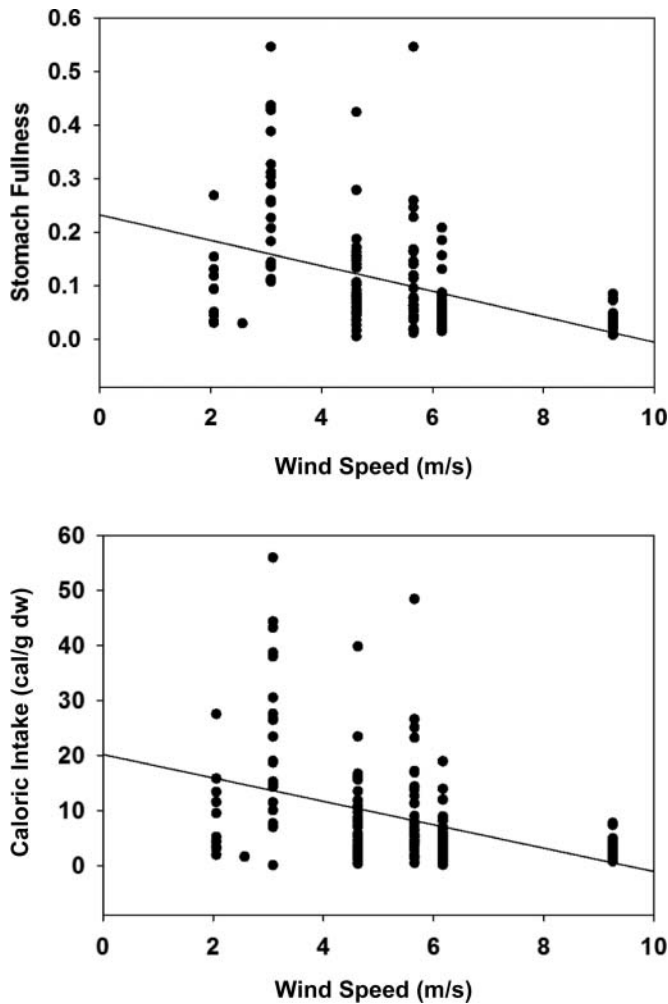 0.6
0.5
0.4
0.3
0.2
0.1
0.0
Stomach Fullness
0 2 4 6 8 10
Wind Speed (m/s)
60
50
40
30
20
10
0
Caloric Intake (cal/g dw)
0 2 4 6 8 10
Wind Speed (m/s)